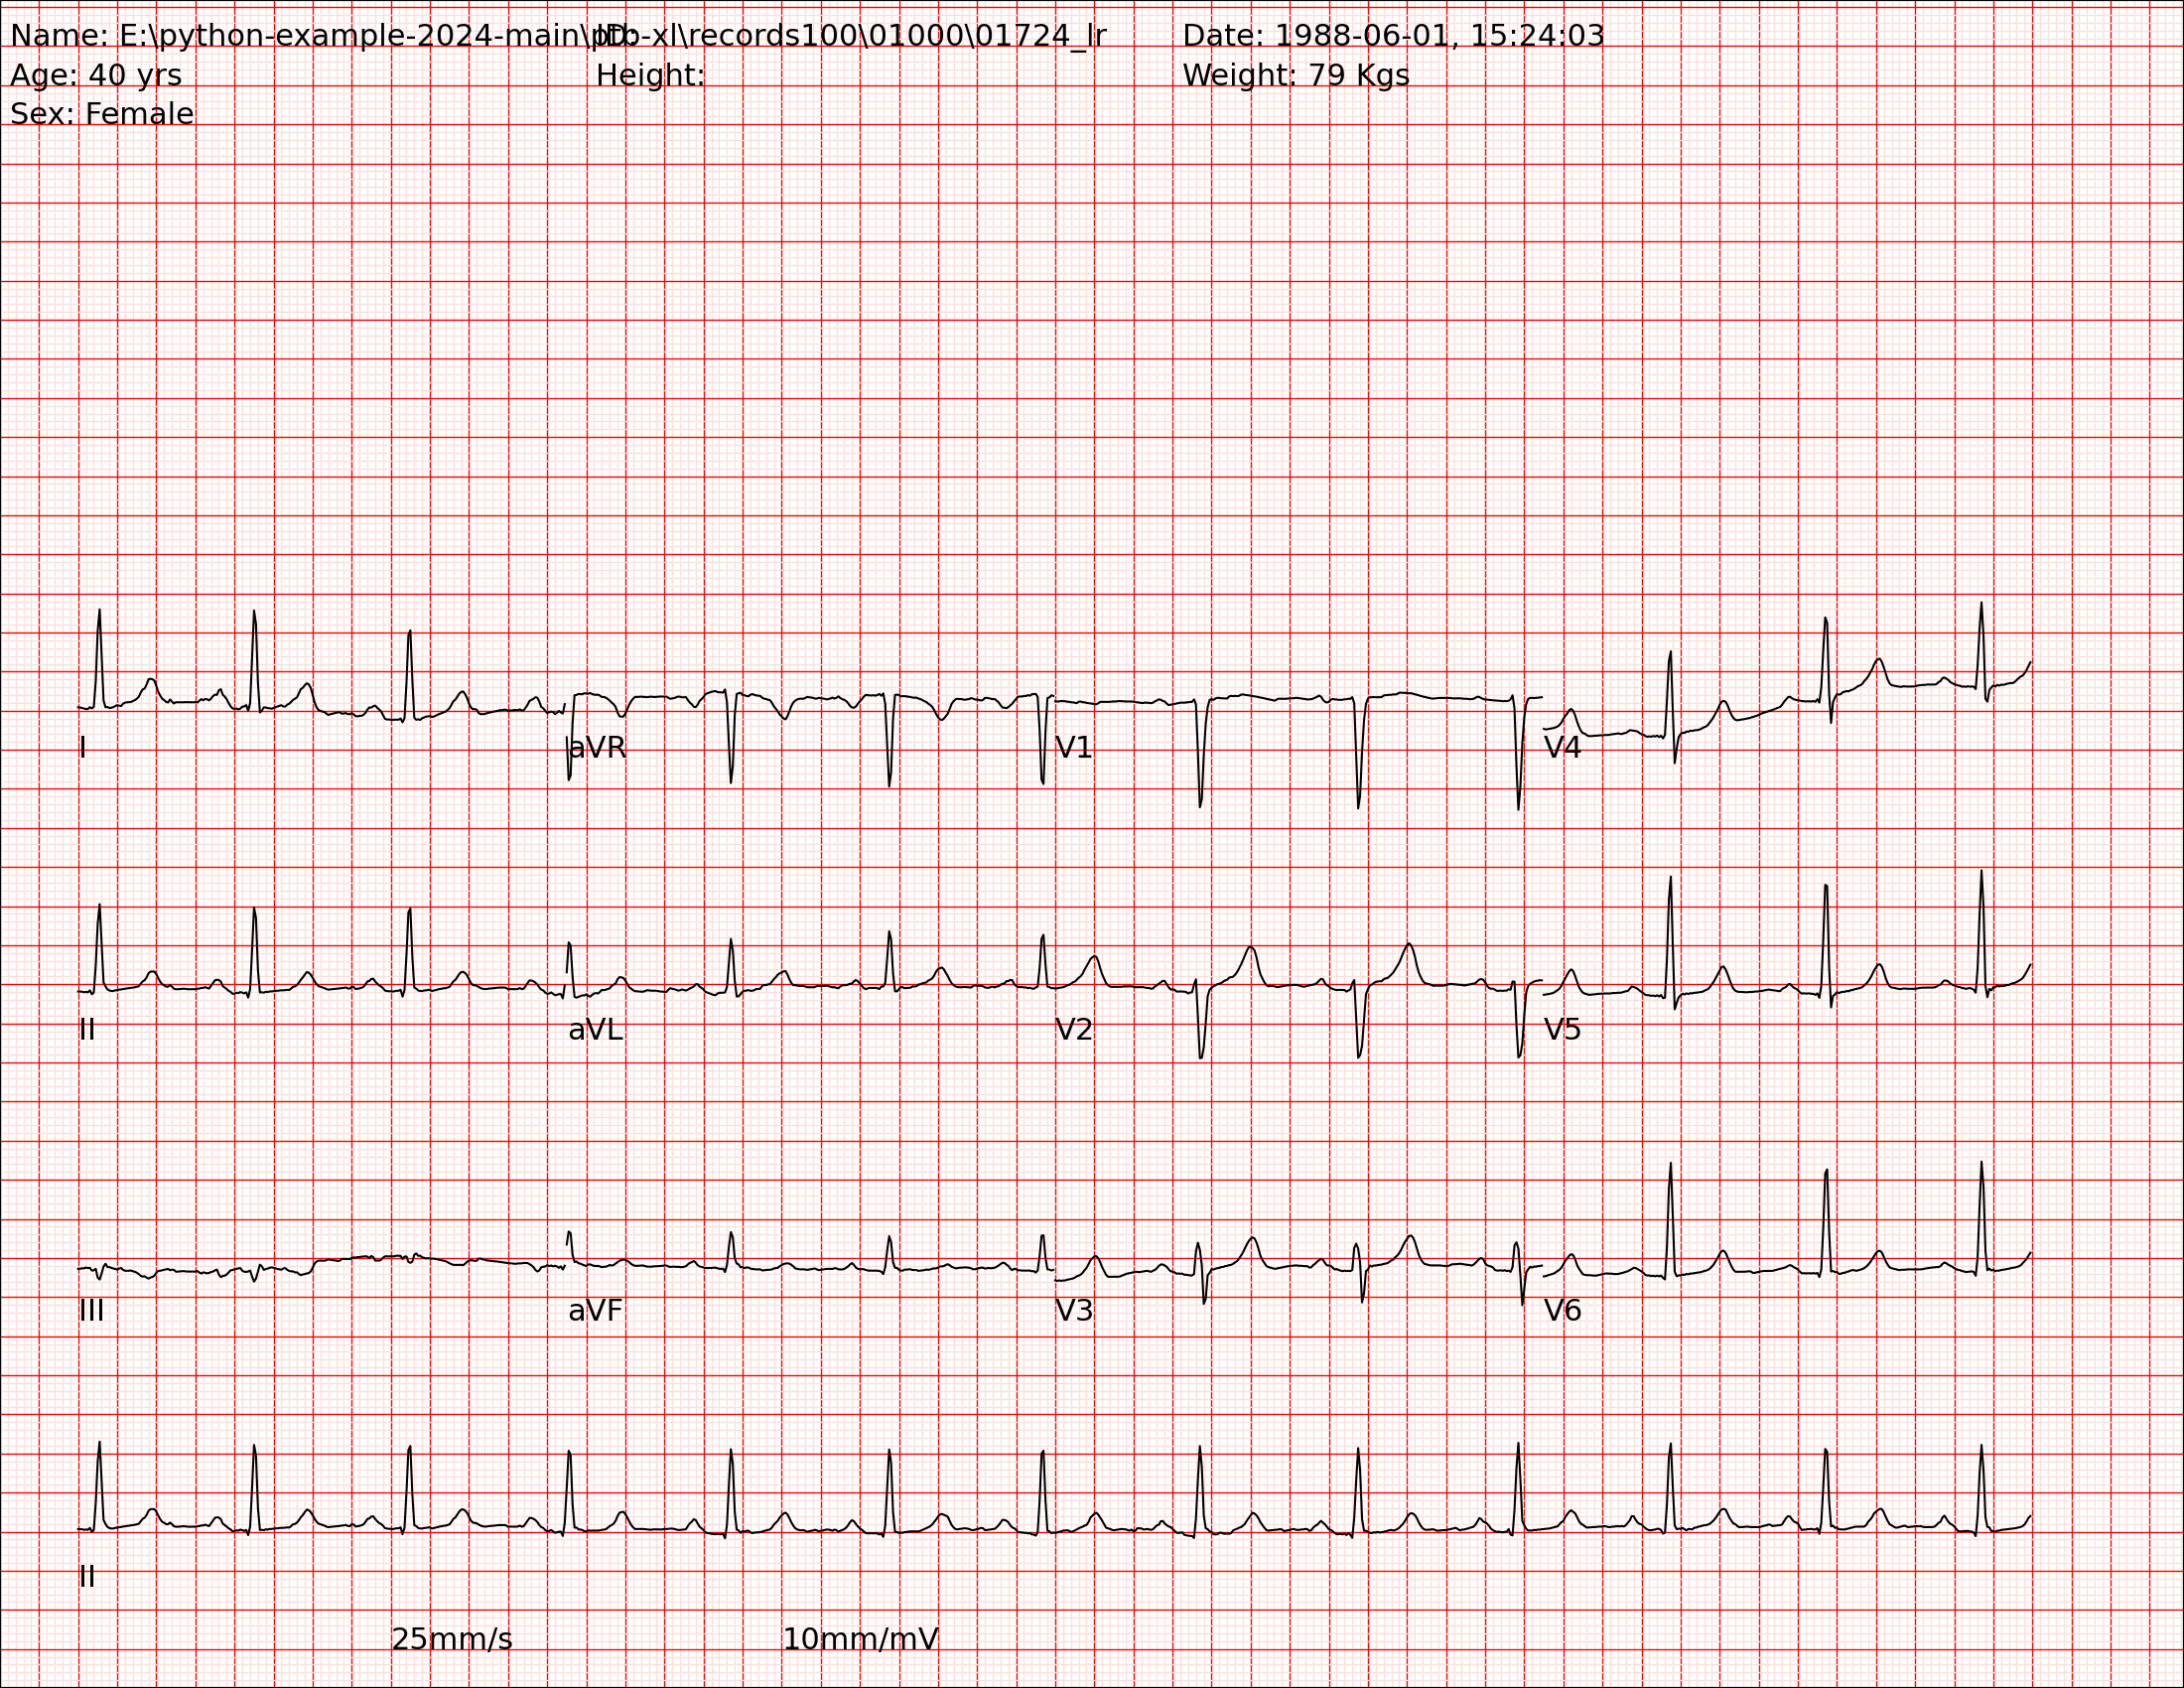 Name: E:\python-example-2024-main\ptb-xl\records100\01000\01724_lr ID: Date: 1988-06-01, 15:24:03
Age: 40 yrs Height: Weight: 79 Kgs
Sex: Female
I aVR V1 V4
II aVL V2 V5
III aVF V3 V6
II
25mm/s 10mm/mV